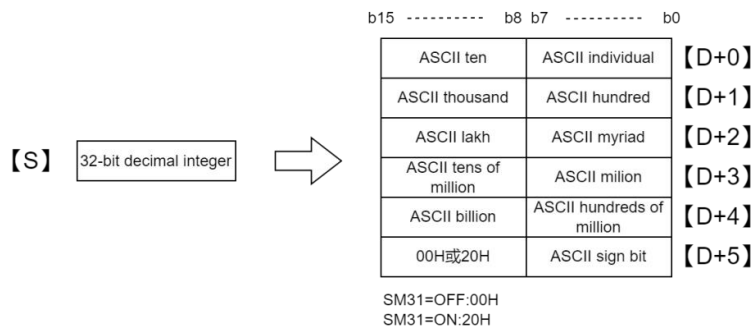 b15 ---------- b8 b7 ---------- b0
ASCII ten ASCII individual 【D+0】
ASCII thousand ASCII hundred 【D+1】
ASCII lakh ASCII myriad 【D+2】
【S】 32-bit decimal integer
ASCII tens of
million ASCII milion 【D+3】
ASCII billion ASCII hundreds of
million 【D+4】
00H或20H ASCII sign bit 【D+5】
SM31=OFF:00H
SM31=ON:20H